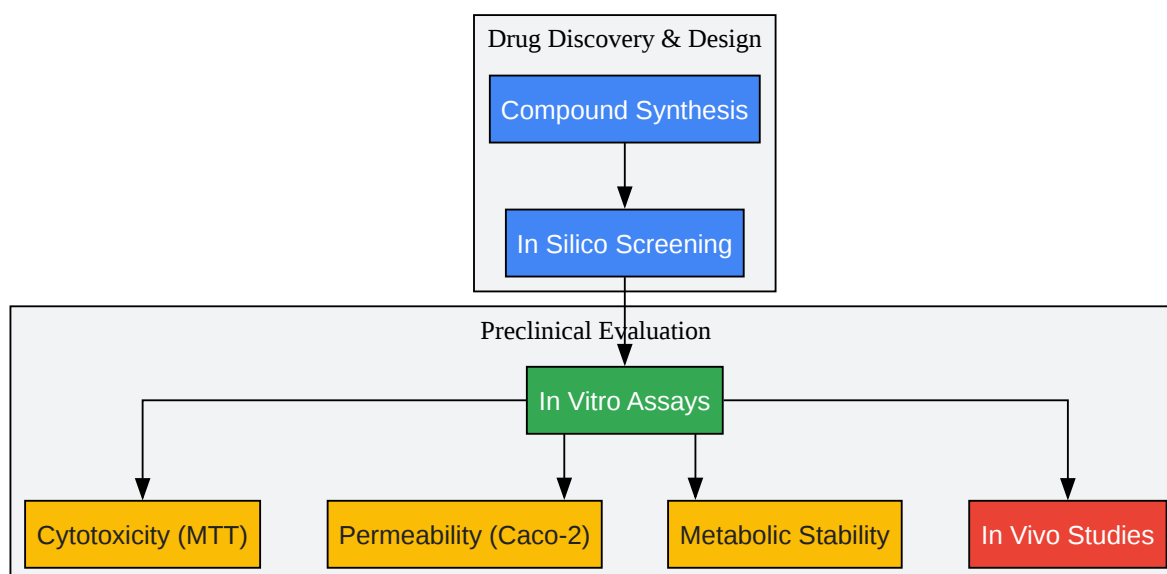 Drug Discovery & Design
Compound Synthesis
In Silico Screening
Preclinical Evaluation
In Vitro Assays
Cytotoxicity (MTT)
Permeability (Caco-2)
Metabolic Stability
In Vivo Studies